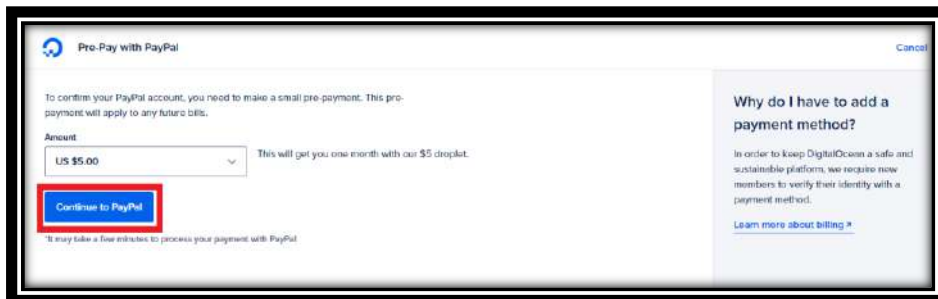 Pre-Pay with PayPal
Cancel
To confirm your PayPal account, you need to make a small pre-payment. This pre-
payment will apply to any future bills.
Amount
US $5.00
This will get you one month with our $5 droplet.
Continue to PayPal
*It may take a few minutes to process your payment with PayPal
Why do I have to add a
payment method?
In order to keep DigitalOcean a safe and
sustainable platform, we require new
members to verify their identity with a
payment method.
Learn more about billing